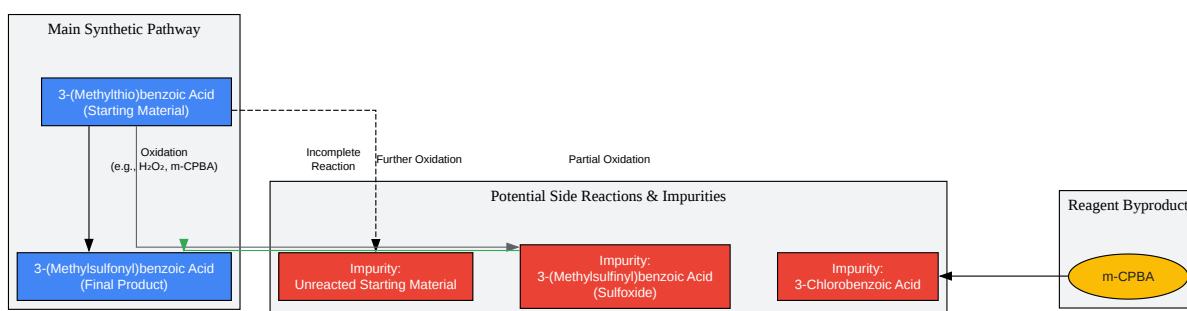 Main Synthetic Pathway
3-(Methylthio)benzoic Acid
(Starting Material)
Oxidation
(e.g., H₂O₂, m-CPBA)
Incomplete
Reaction
Further Oxidation
Partial Oxidation
Potential Side Reactions & Impurities
Reagent Byproduct
3-(Methylsulfonyl)benzoic Acid
(Final Product)
Impurity:
Unreacted Starting Material
Impurity:
3-(Methylsulfinyl)benzoic Acid
(Sulfoxide)
Impurity:
3-Chlorobenzoic Acid
m-CPBA